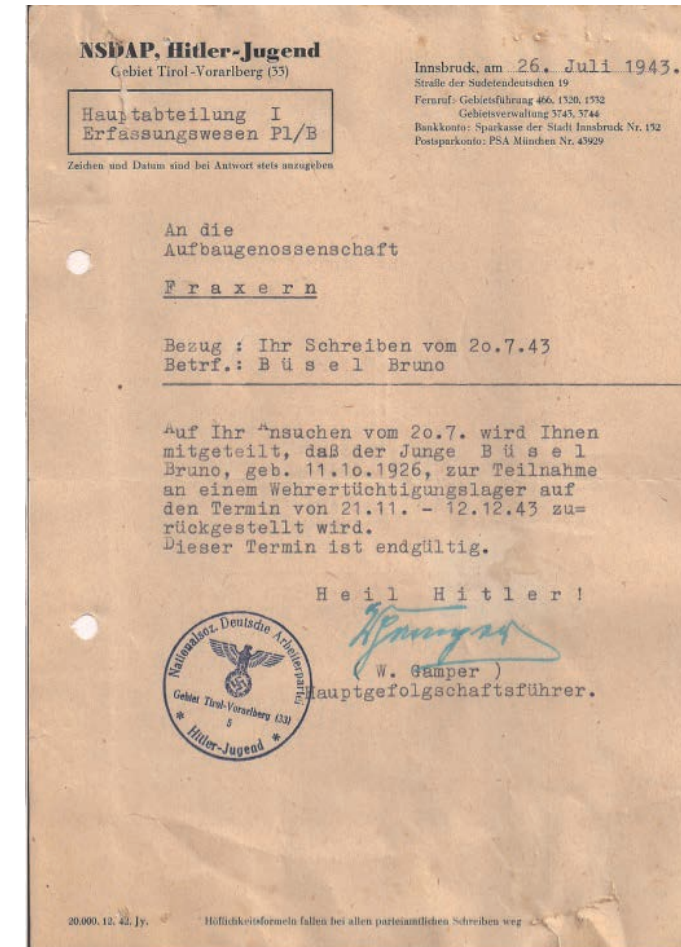 NSDAP, Hitler-Jugend
Gebiet Tirol-Vorarlberg (33)
Hauptabteilung I
Erfassungswesen Pl/B
Zeichen und Datum sind bei Antwort stets anzugeben
Innsbruck, am 26. Juli 1943.
Straße der Sudetendeutschen 19
Fernruf: Gebietsführung 466, 1320, 1532
Gebietsverwaltung 3743, 3744
Bankkonto: Sparkasse der Stadt Innsbruck Nr. 152
Postsparkonto: PSA München Nr. 43929
An die
Aufbaugenossenschaft
F r a x e r n
Bezug : Ihr Schreiben vom 2o.7.43
Betrf.: B ü s e l Bruno
Auf Ihr Ansuchen vom 2o.7. wird Ihnen
mitgeteilt, daß der Junge B ü s e l
Bruno, geb. 11.1o.1926, zur Teilnahme
an einem Wehrertüchtigungslager auf
den Termin von 21.11. - 12.12.43 zu=
rückgestellt wird.
Dieser Termin ist endgültig.
H e i l H i t l e r !
W. Gamper
( W. Gamper )
Hauptgefolgschaftsführer.
Nationalsoz. Deutsche Arbeiterpartei
Gebiet Tirol-Vorarlberg (33)
5
* Hitler-Jugend *
20.000. 12. 42. Jy.
Höflichkeitsformeln fallen bei allen parteiamtlichen Schreiben weg